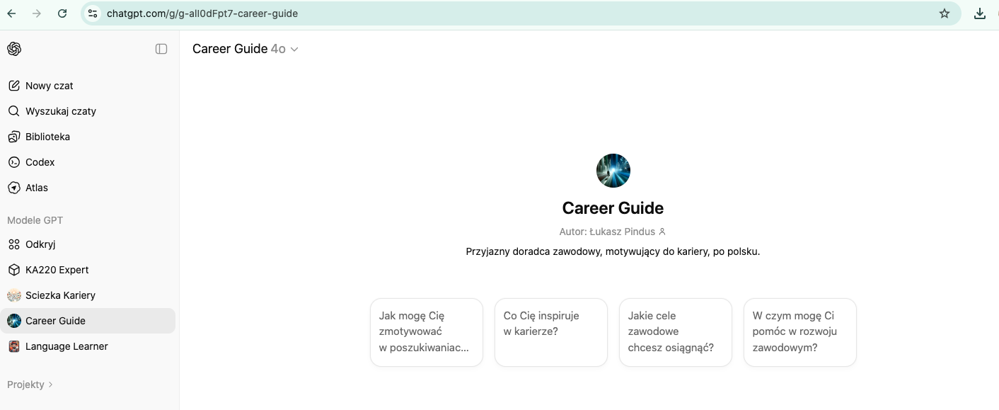 chatgpt.com/g/g-all0dFpt7-career-guide
Career Guide 4o
Nowy czat
Wyszukaj czaty
Biblioteka
Codex
Atlas
Modele GPT
Odkryj
KA220 Expert
Sciezka Kariery
Career Guide
Language Learner
Projekty
Career Guide
Autor: Łukasz Pindus
Przyjazny doradca zawodowy, motywujący do kariery, po polsku.
Jak mogę Cię
zmotywować
w poszukiwaniac...
Co Cię inspiruje
w karierze?
Jakie cele
zawodowe
chcesz osiągnąć?
W czym mogę Ci
pomóc w rozwoju
zawodowym?